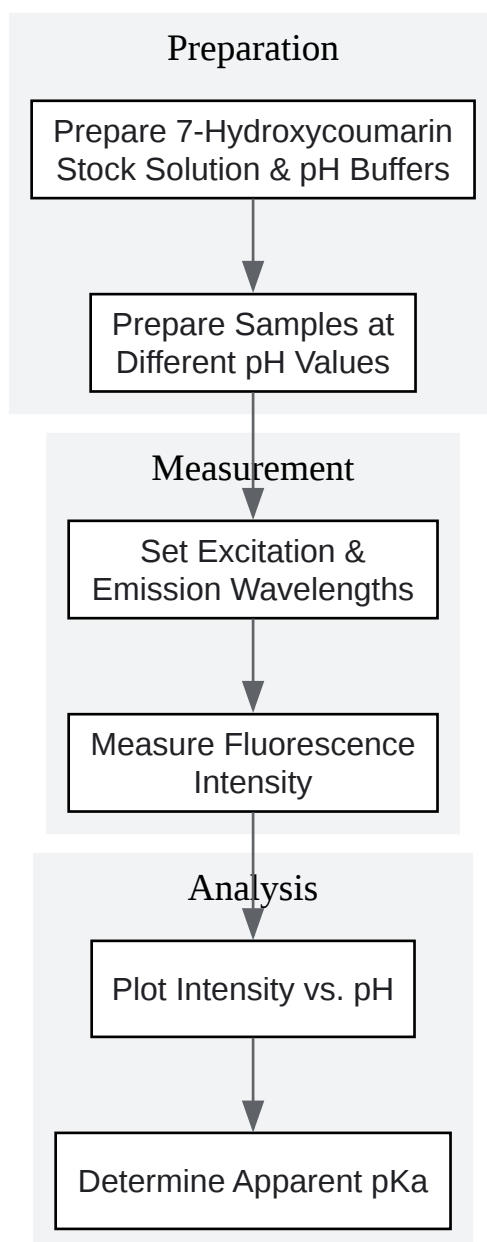 Preparation
Prepare 7-Hydroxycoumarin
Stock Solution & pH Buffers
Prepare Samples at
Different pH Values
Measurement
Set Excitation &
Emission Wavelengths
Measure Fluorescence
Intensity
Analysis
Plot Intensity vs. pH
Determine Apparent pKa